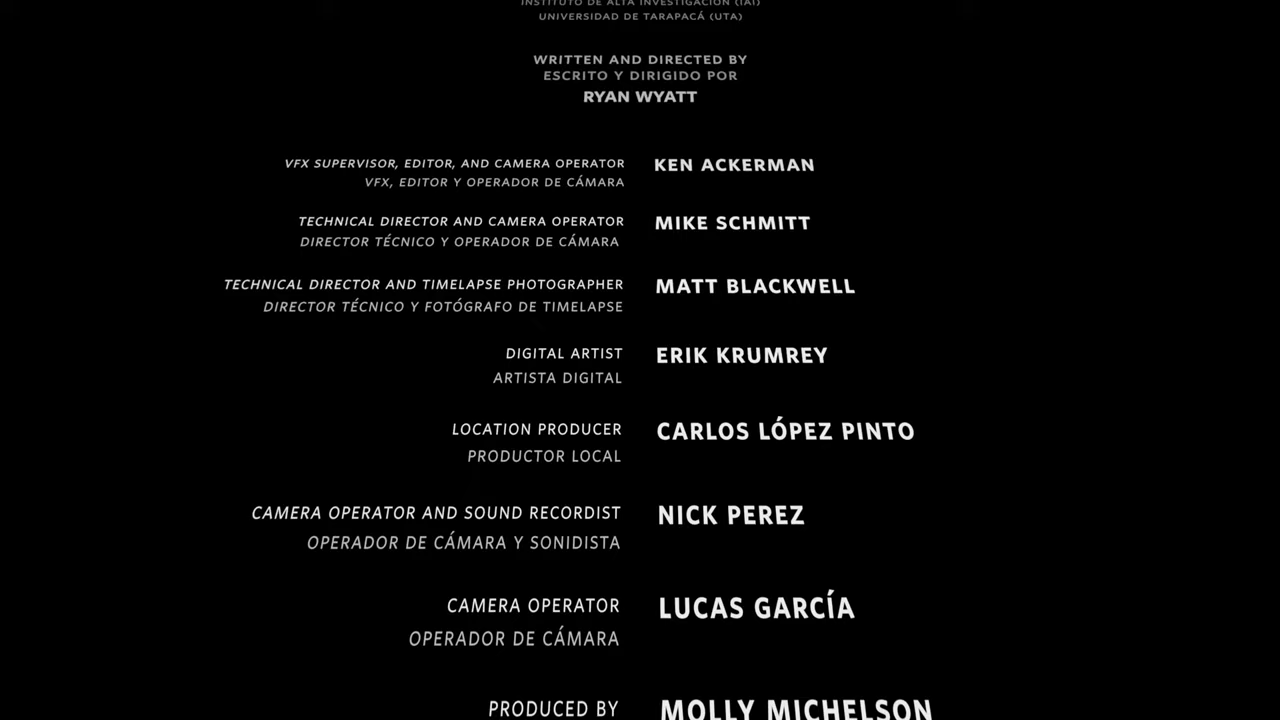 INSTITUTO DE ALTA INVESTIGACIÓN (IAI)
UNIVERSIDAD DE TARAPACÁ (UTA)
WRITTEN AND DIRECTED BY
ESCRITO Y DIRIGIDO POR
RYAN WYATT
VFX SUPERVISOR, EDITOR, AND CAMERA OPERATOR KEN ACKERMAN
VFX, EDITOR Y OPERADOR DE CÁMARA
TECHNICAL DIRECTOR AND CAMERA OPERATOR MIKE SCHMITT
DIRECTOR TÉCNICO Y OPERADOR DE CÁMARA
TECHNICAL DIRECTOR AND TIMELAPSE PHOTOGRAPHER MATT BLACKWELL
DIRECTOR TÉCNICO Y FOTÓGRAFO DE TIMELAPSE
DIGITAL ARTIST ERIK KRUMREY
ARTISTA DIGITAL
LOCATION PRODUCER CARLOS LÓPEZ PINTO
PRODUCTOR LOCAL
CAMERA OPERATOR AND SOUND RECORDIST NICK PEREZ
OPERADOR DE CÁMARA Y SONIDISTA
CAMERA OPERATOR LUCAS GARCÍA
OPERADOR DE CÁMARA
PRODUCED BY MOLLY MICHELSON